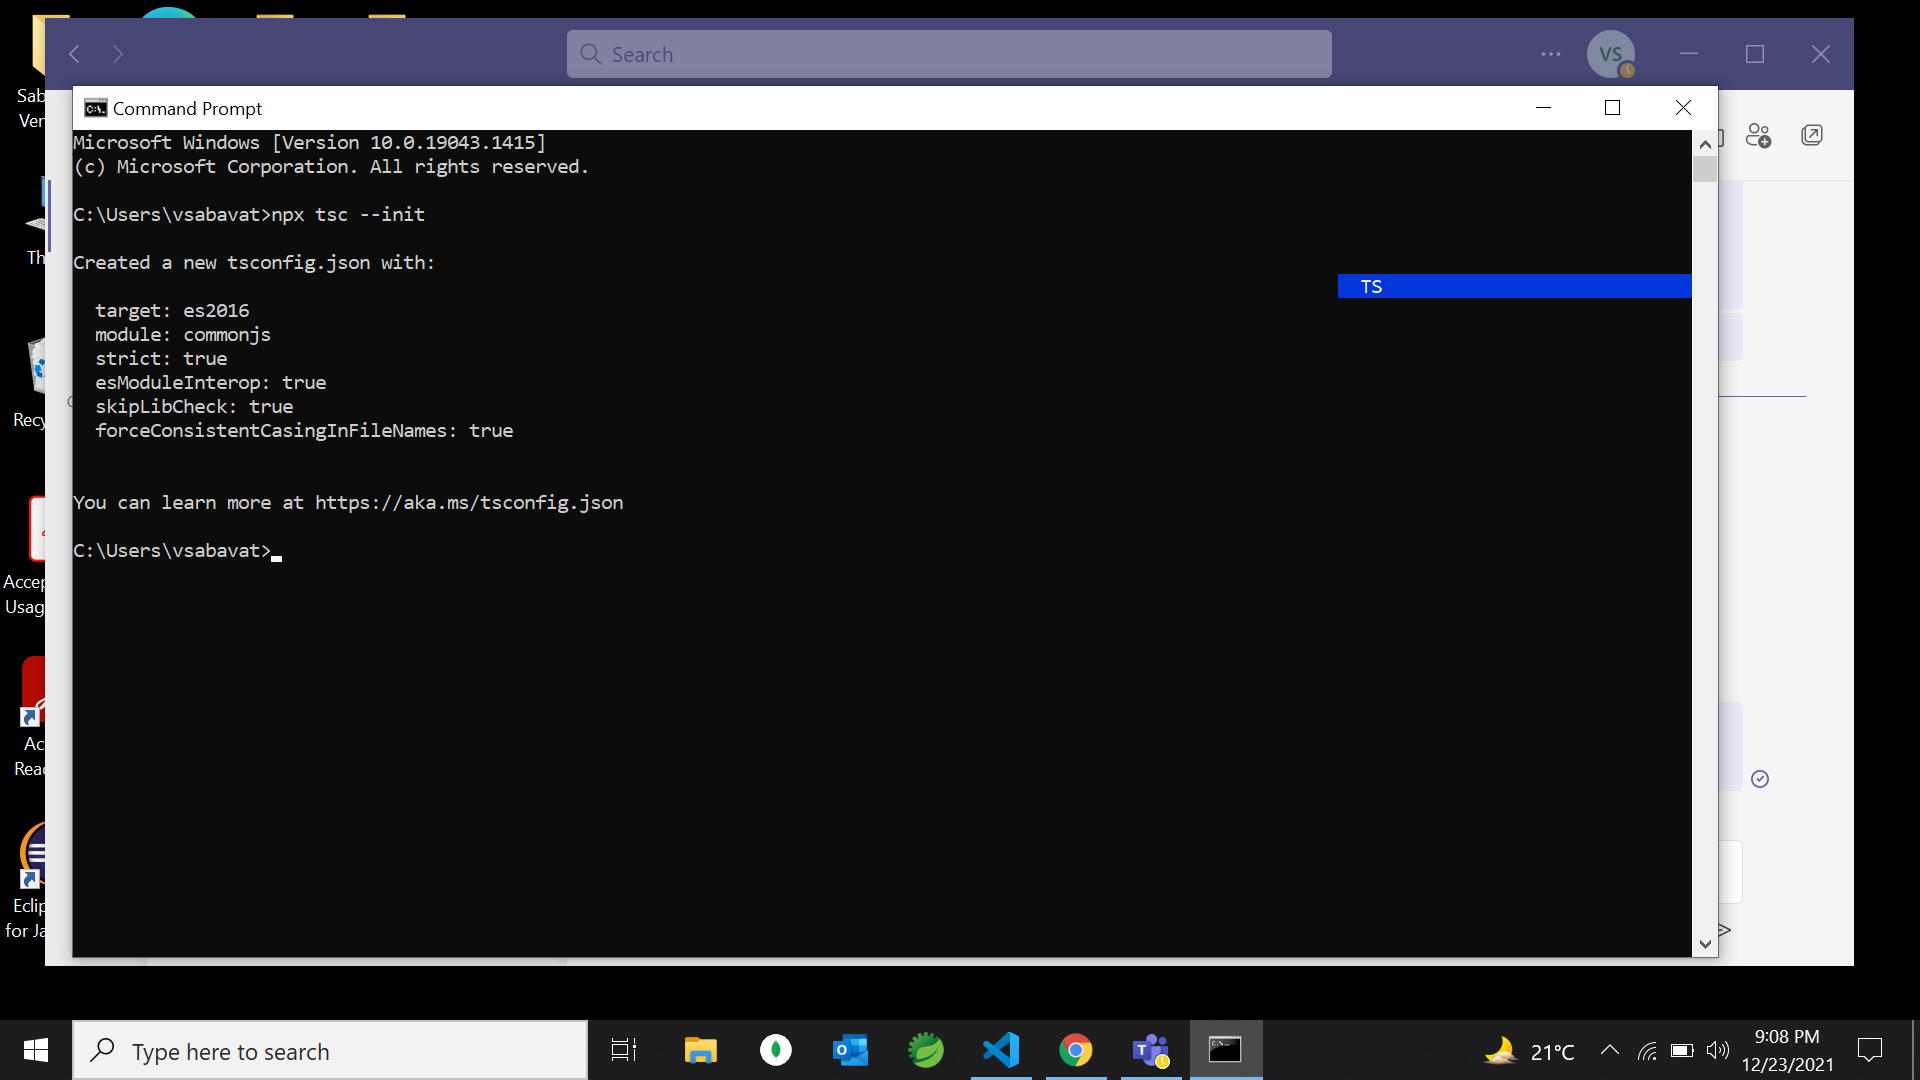 Search
VS
Command Prompt
Microsoft Windows [Version 10.0.19043.1415]
(c) Microsoft Corporation. All rights reserved.
C:\Users\vsabavat>npx tsc --init
Created a new tsconfig.json with:
TS
target: es2016
module: commonjs
strict: true
esModuleInterop: true
skipLibCheck: true
forceConsistentCasingInFileNames: true
You can learn more at https://aka.ms/tsconfig.json
C:\Users\vsabavat>
Sab
Ver
Th
Recy
Accep
Usag
Ac
Read
Eclip
for Ja
Type here to search
21°C
9:08 PM
12/23/2021